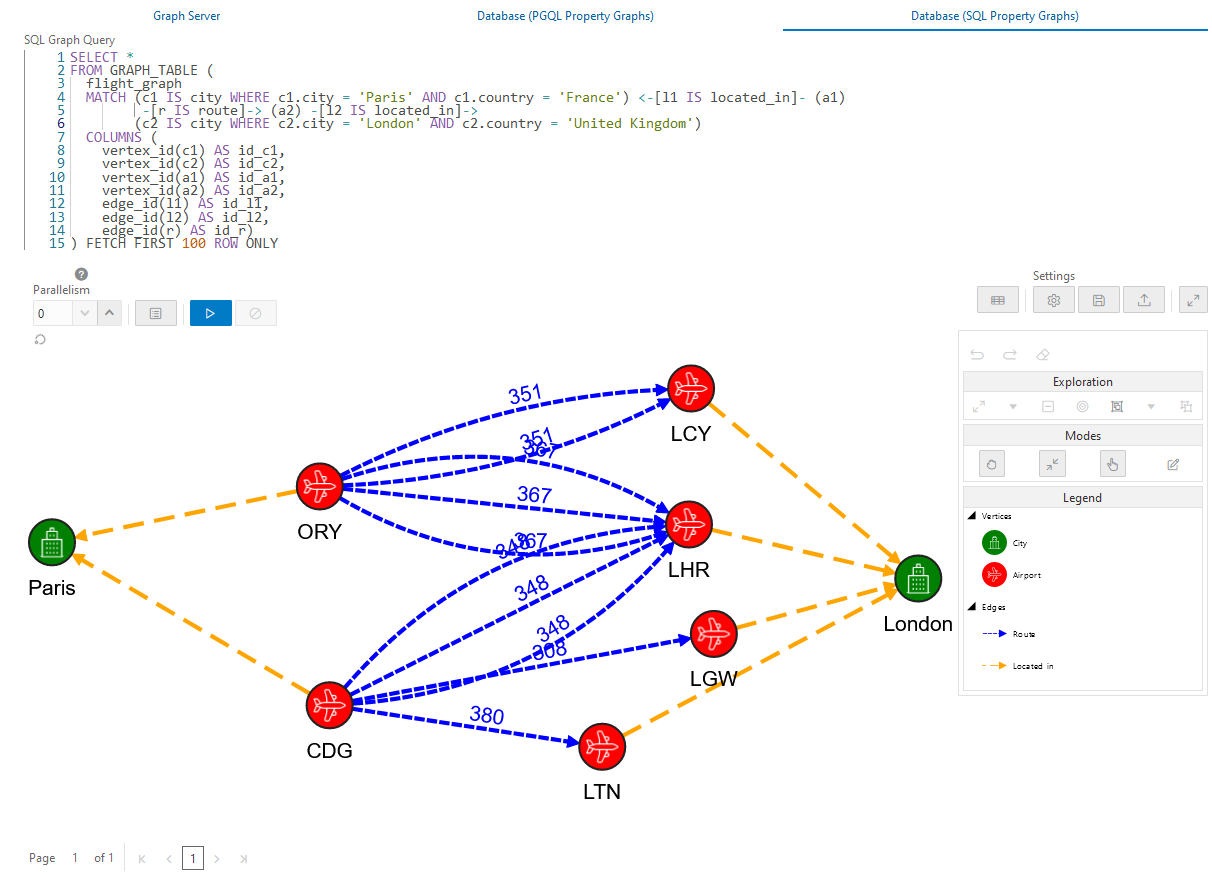 Graph Server
Database (PGQL Property Graphs)
Database (SQL Property Graphs)
SQL Graph Query
1 SELECT *
2 FROM GRAPH_TABLE (
3 flight_graph
4 MATCH (c1 IS city WHERE c1.city = 'Paris' AND c1.country = 'France') <-[l1 IS located_in]- (a1)
5 -[r IS route]-> (a2) -[l2 IS located_in]->
6 (c2 IS city WHERE c2.city = 'London' AND c2.country = 'United Kingdom')
7 COLUMNS (
8 vertex_id(c1) AS id_c1,
9 vertex_id(c2) AS id_c2,
10 vertex_id(a1) AS id_a1,
11 vertex_id(a2) AS id_a2,
12 edge_id(l1) AS id_l1,
13 edge_id(l2) AS id_l2,
14 edge_id(r) AS id_r)
15 ) FETCH FIRST 100 ROW ONLY
?
Parallelism
0
Settings
Exploration
Modes
Legend
Vertices
City
Airport
Edges
Route
Located in
351
LCY
351
367
ORY
367
367
348
LHR
Paris
348
London
348
308
LGW
CDG
380
LTN
Page 1 of 1
1